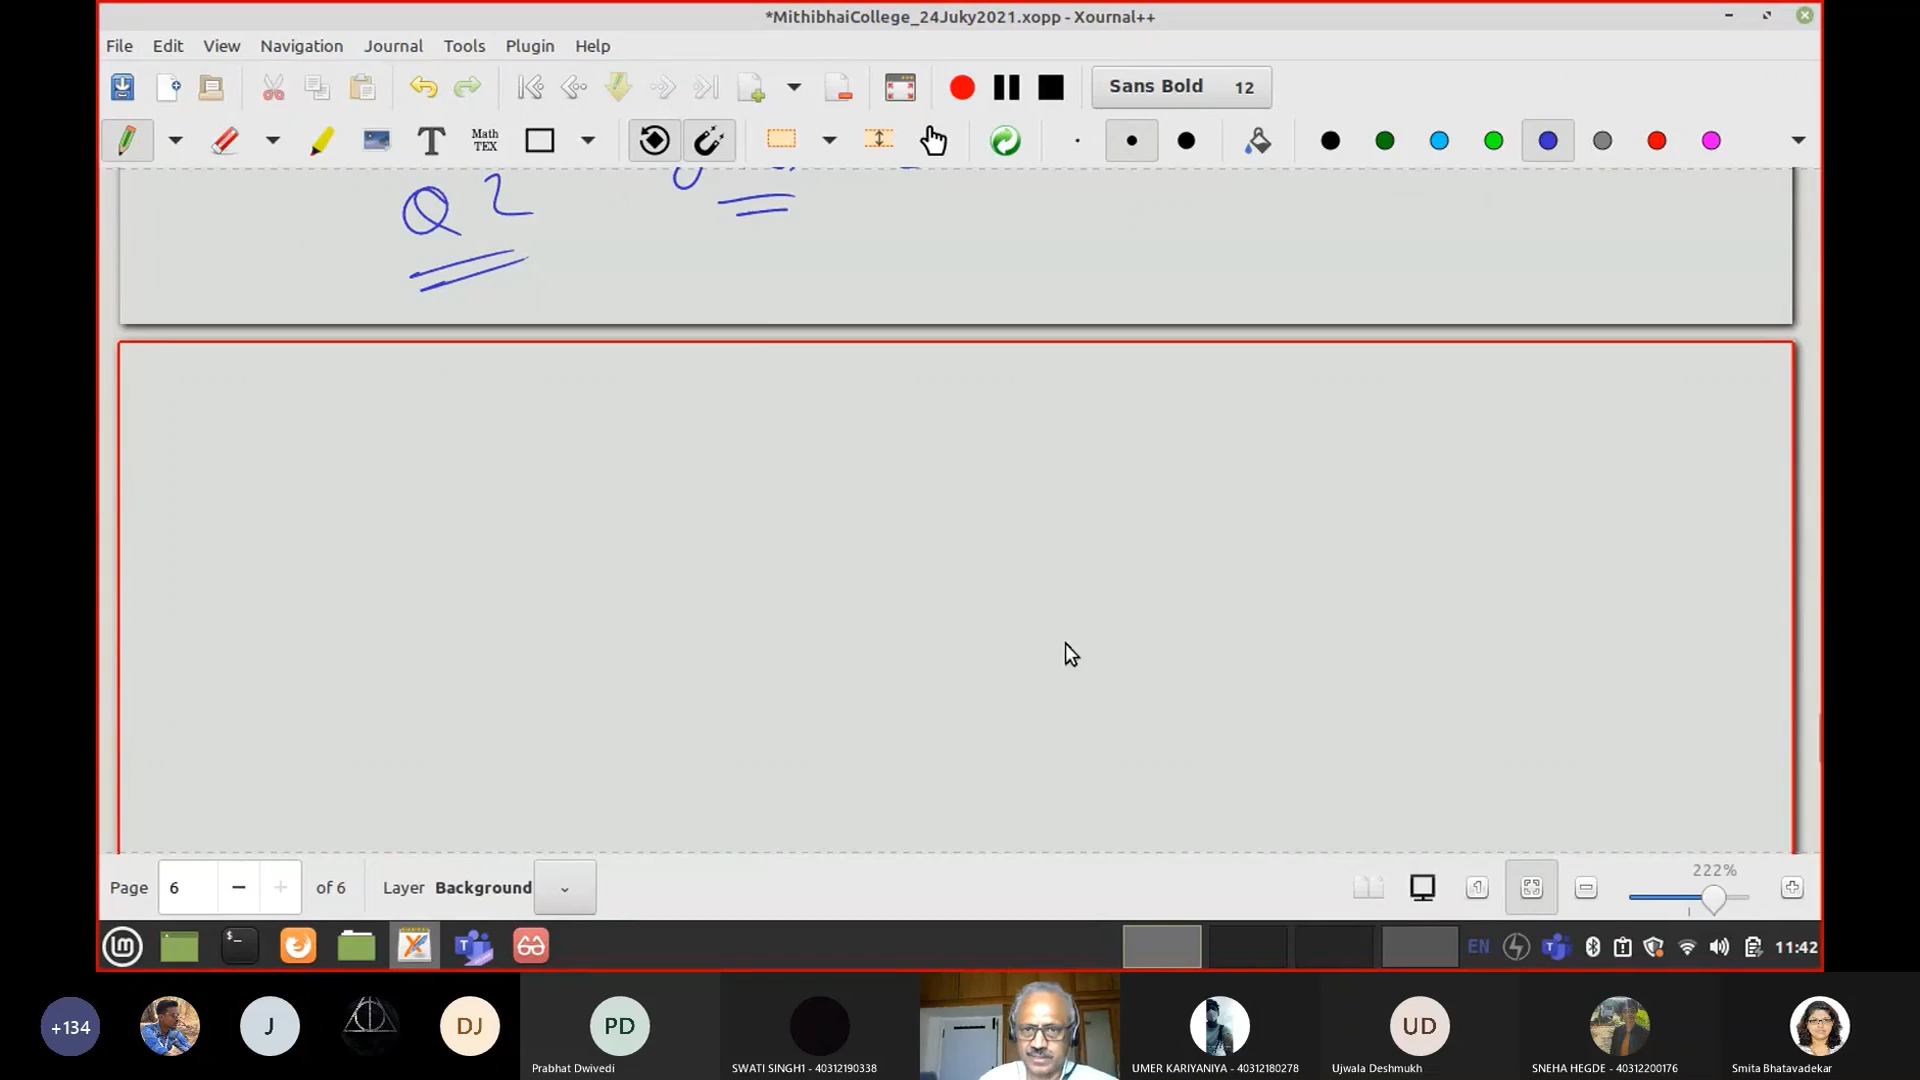 *MithibhaiCollege_24Juky2021.xopp - Xournal++
File Edit View Navigation Journal Tools Plugin Help
Sans Bold 12
Math
TEX
Q 2
Page 6 of 6 Layer Background
222%
EN 11:42
+134 J DJ PD UD
Prabhat Dwivedi SWATI SINGH1 - 40312190338 UMER KARIYANIYA - 40312180278 Ujwala Deshmukh SNEHA HEGDE - 40312200176 Smita Bhatavadekar